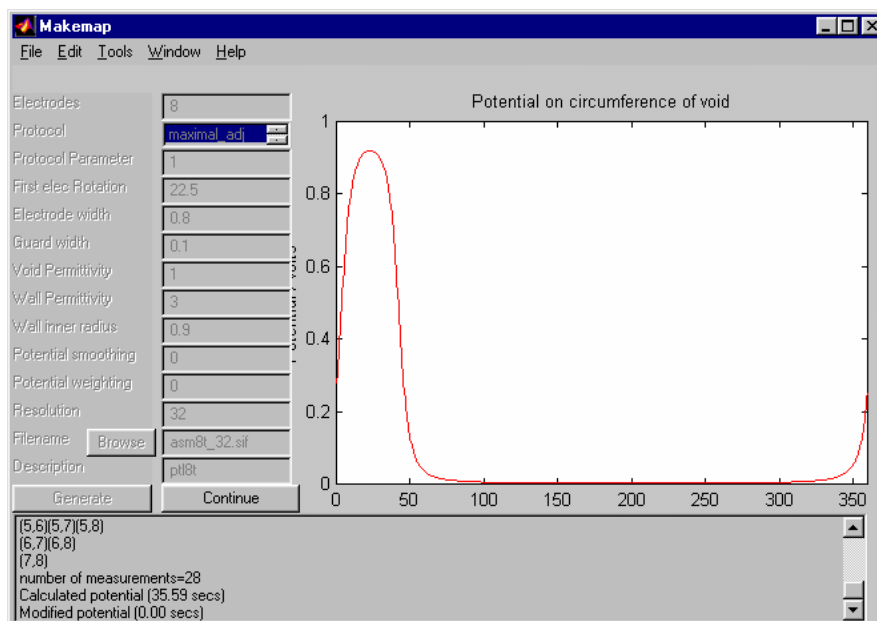 Makemap
File Edit Tools Window Help
Electrodes 8
Protocol maximal_adj
Protocol Parameter 1
First elec Rotation 22.5
Electrode width 0.8
Guard width 0.1
Void Permittivity 1
Wall Permittivity 3
Wall inner radius 0.9
Potential smoothing 0
Potential weighting 0
Resolution 32
Filename Browse asm8t_32.sif
Description ptl8t
Generate Continue
Potential on circumference of void
1
0.8
0.6
0.4
0.2
0
0 50 100 150 200 250 300 350
(5,6)(5,7)(5,8)
(6,7)(6,8)
(7,8)
number of measurements=28
Calculated potential (35.59 secs)
Modified potential (0.00 secs)